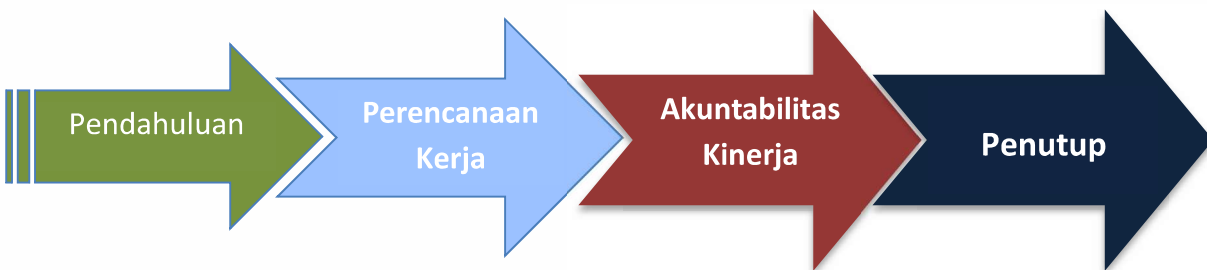 Pendahuluan
Perencanaan
Kerja
Akuntabilitas
Kinerja
Penutup